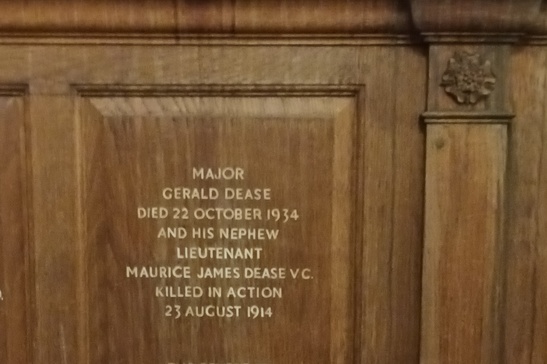 MAJOR
GERALD DEASE
DIED 22 OCTOBER 1934
AND HIS NEPHEW
LIEUTENANT
MAURICE JAMES DEASE V.C.
KILLED IN ACTION
23 AUGUST 1914